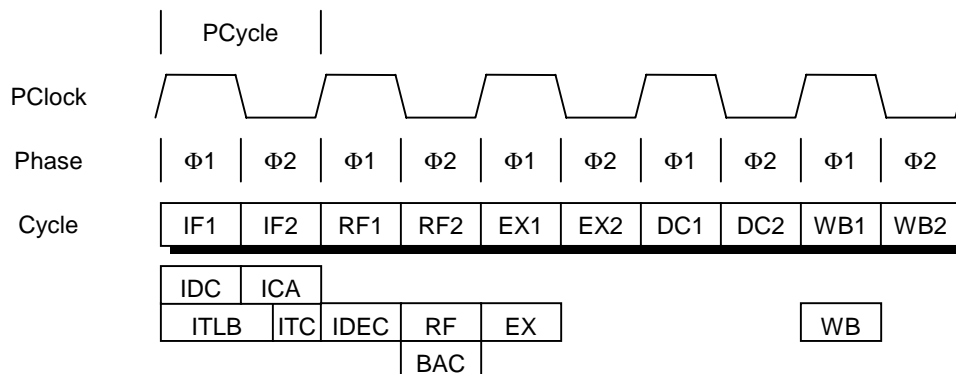 PCycle
PClock
Phase Φ1 Φ2 Φ1 Φ2 Φ1 Φ2 Φ1 Φ2 Φ1 Φ2
Cycle IF1 IF2 RF1 RF2 EX1 EX2 DC1 DC2 WB1 WB2
IDC ICA
ITLB ITC IDEC RF EX WB
BAC